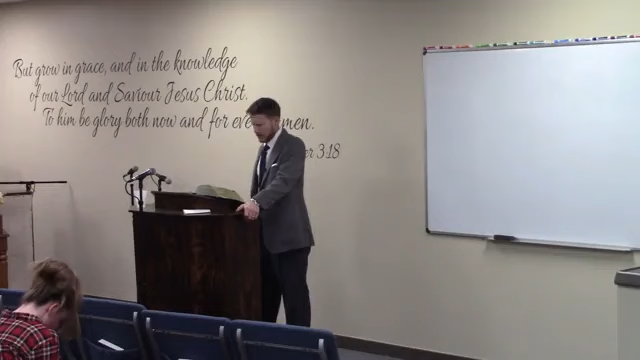 But grow in grace, and in the knowledge
of our Lord and Saviour Jesus Christ.
To him be glory both now and for men.
3:18